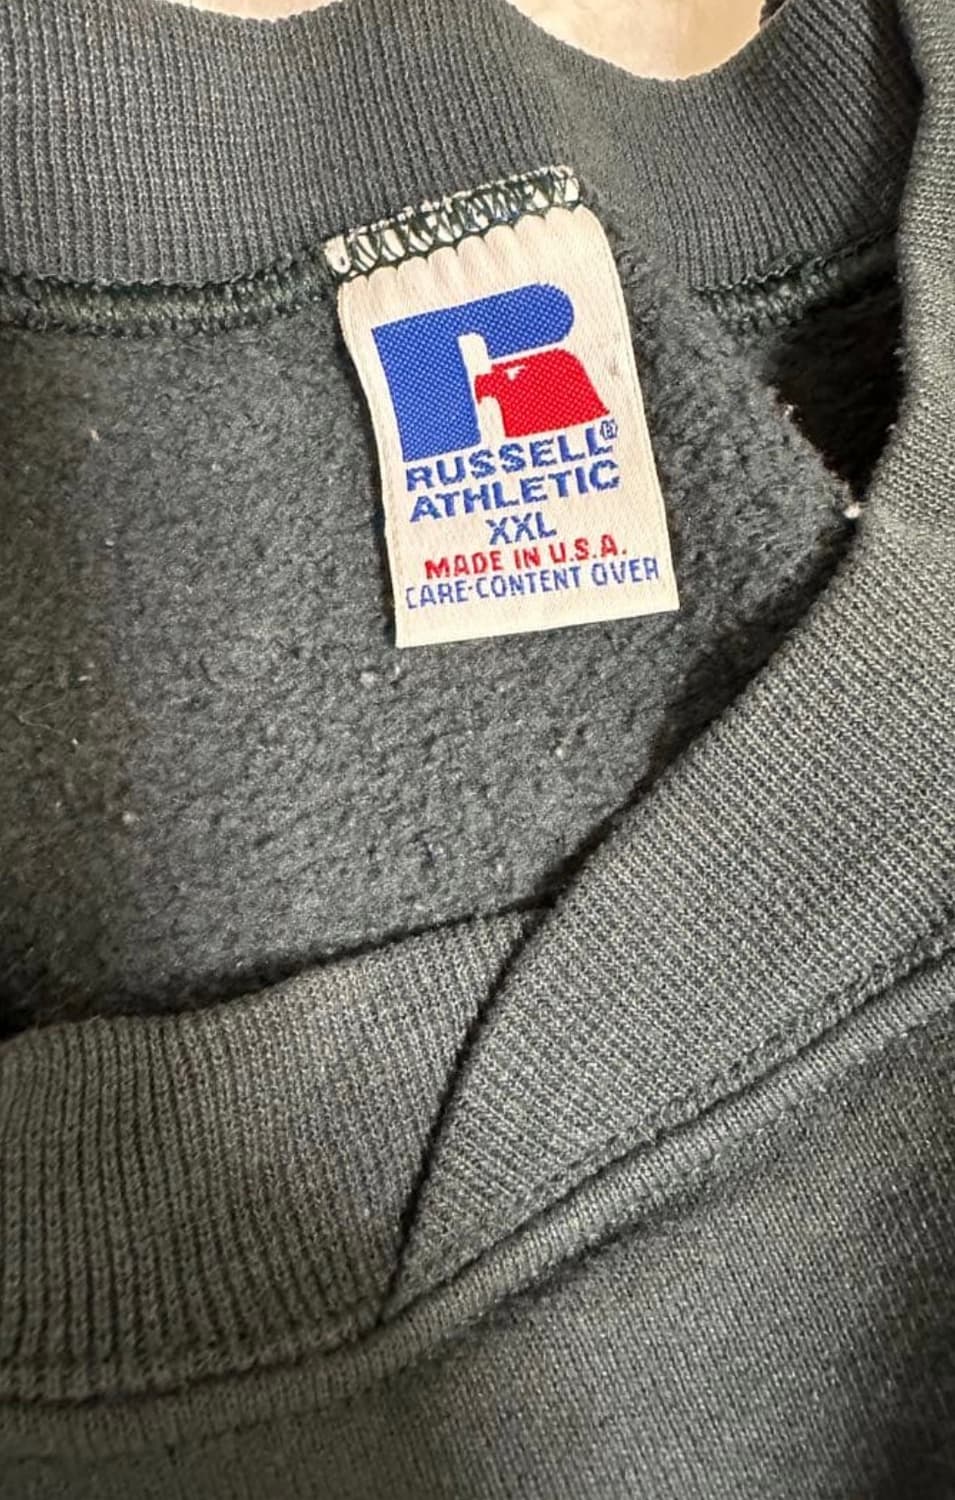 R
RUSSELL®
ATHLETIC
XXL
MADE IN U.S.A.
CARE-CONTENT OVER